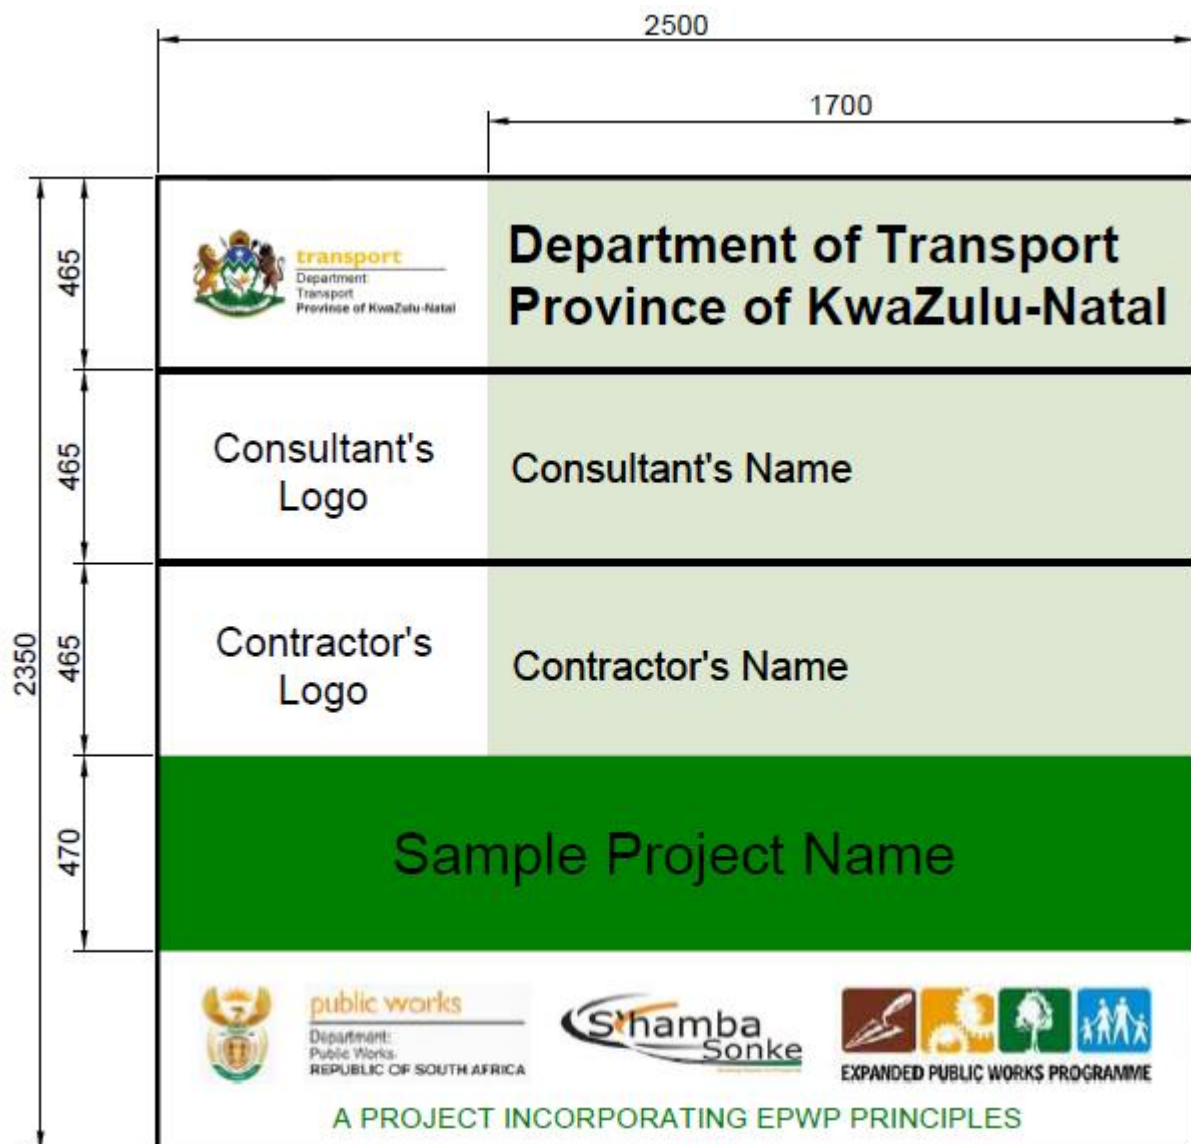 2500
1700
465
transport
Department:
Transport
Province of KwaZulu-Natal
Department of Transport
Province of KwaZulu-Natal
465
Consultant's
Logo
Consultant's Name
2350
465
Contractor's
Logo
Contractor's Name
470
Sample Project Name
public works
Department:
Public Works
REPUBLIC OF SOUTH AFRICA
S'hamba
Sonke
EXPANDED PUBLIC WORKS PROGRAMME
A PROJECT INCORPORATING EPWP PRINCIPLES